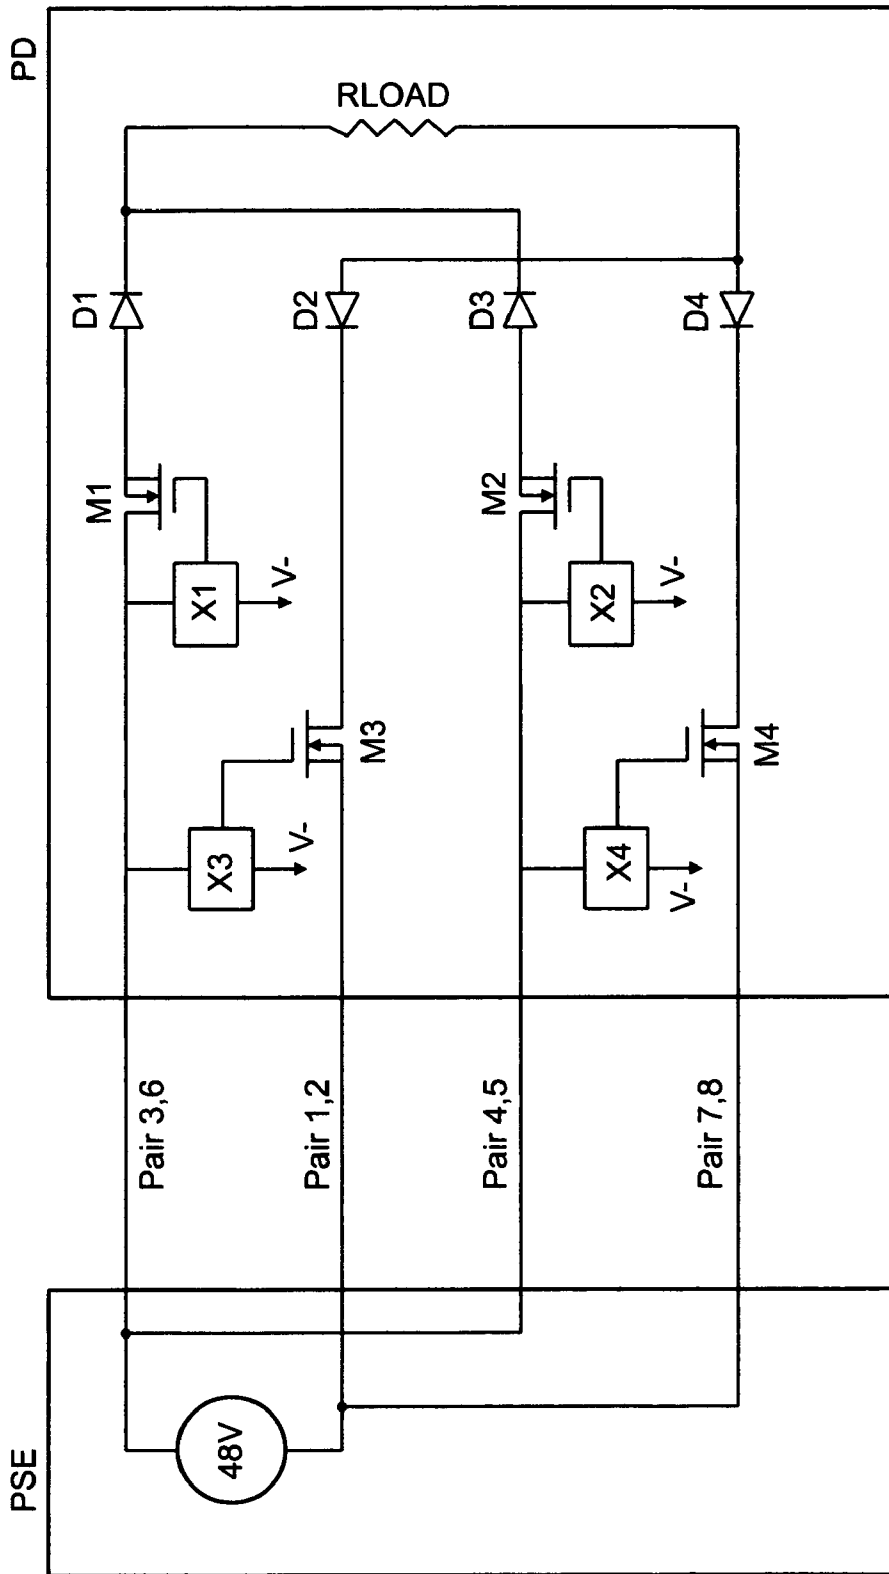 PSE
PD
48V
Pair 3,6
Pair 1,2
Pair 4,5
Pair 7,8
X3
V-
M3
X1
V-
M1
D1
D2
RLOAD
X4
V-
M4
X2
V-
M2
D3
D4